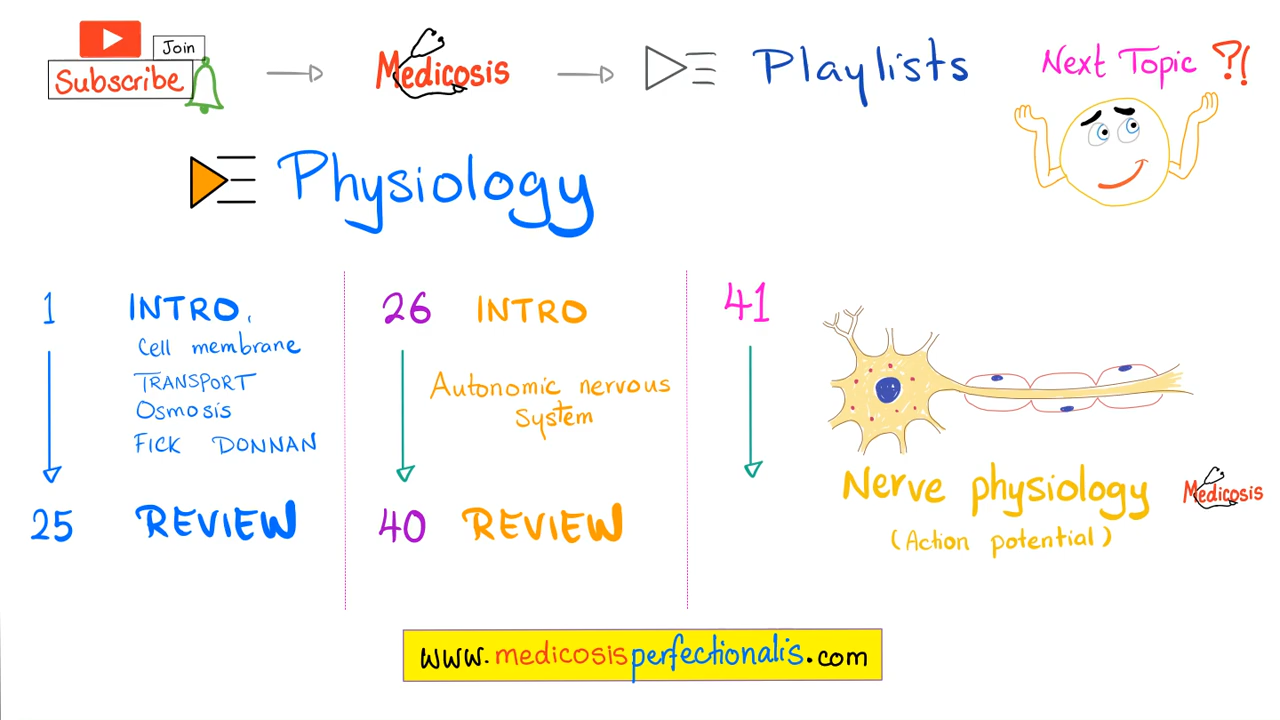 Join
Subscribe
Medicosis
Playlists
Next Topic ?!
Physiology
1 INTRO.
Cell membrane
TRANSPORT
Osmosis
FICK DONNAN
25 REVIEW
26 INTRO
Autonomic nervous
system
40 REVIEW
41
Nerve physiology
(Action potential)
Medicosis
www.medicosisperfectionalis.com